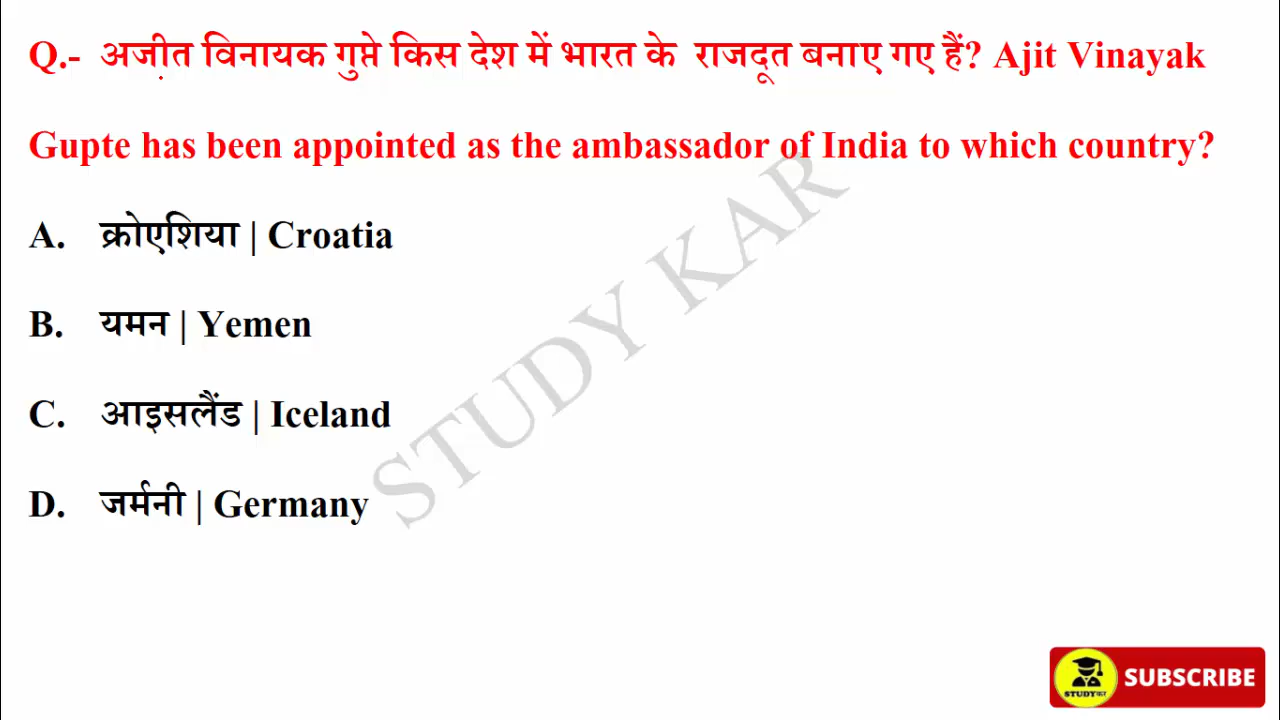 Q.- अजीत विनायक गुप्ते किस देश में भारत के राजदूत बनाए गए हैं? Ajit Vinayak
Gupte has been appointed as the ambassador of India to which country?
A. क्रोएशिया | Croatia
B. यमन | Yemen
C. आइसलैंड | Iceland
D. जर्मनी | Germany
STUDY KAR
STUDYकर
SUBSCRIBE